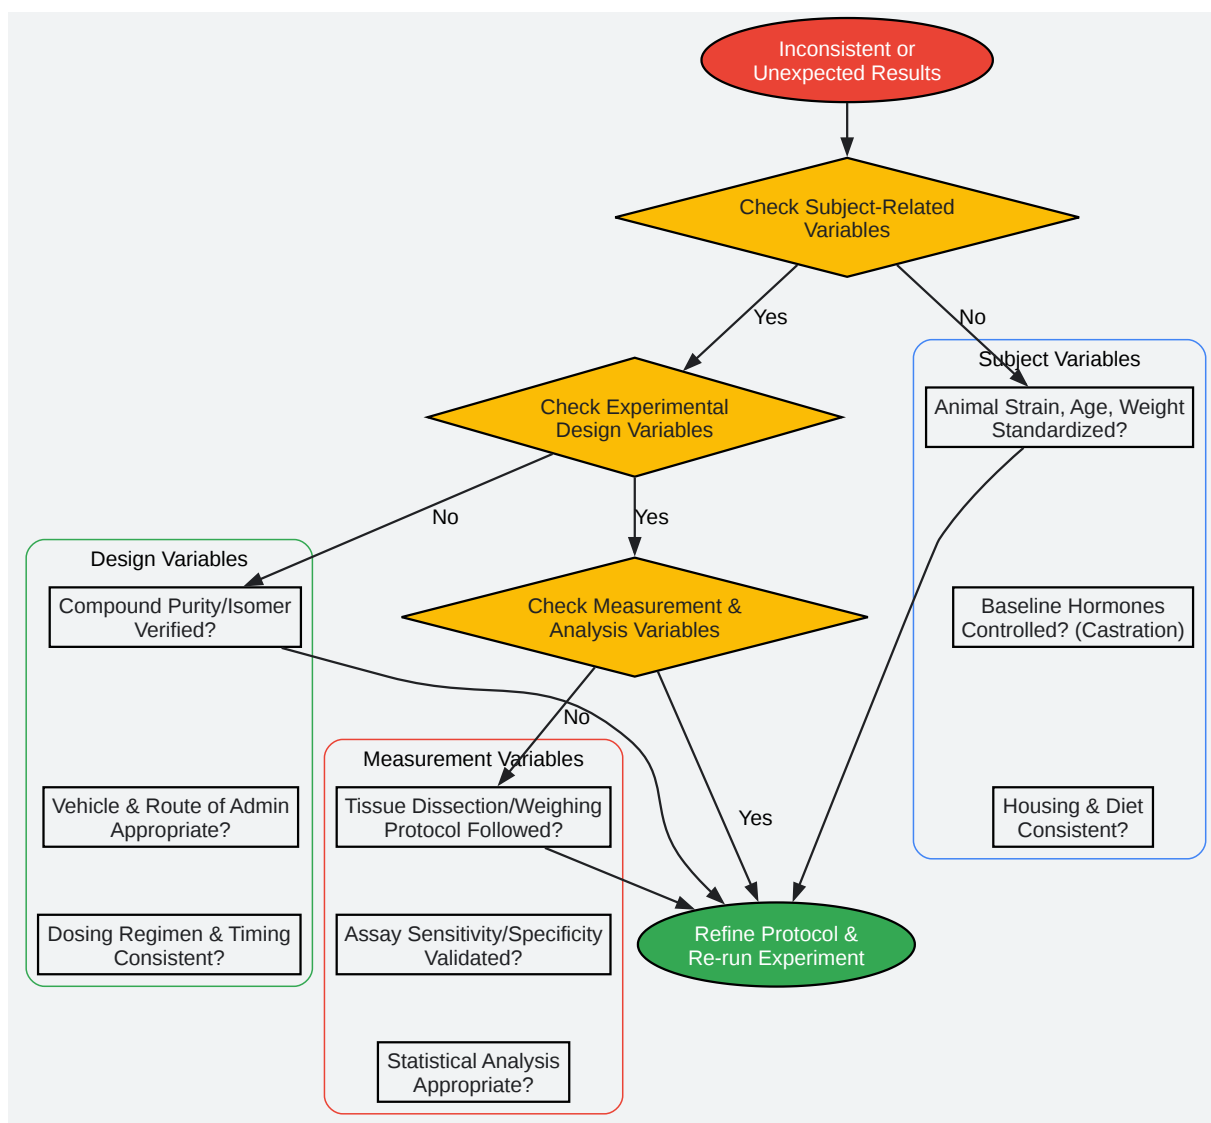 Inconsistent or
Unexpected Results
Check Subject-Related
Variables
Yes
No
Subject Variables
Check Experimental
Design Variables
Animal Strain, Age, Weight
Standardized?
No
Yes
Design Variables
Compound Purity/Isomer
Verified?
Check Measurement &
Analysis Variables
Baseline Hormones
Controlled? (Castration)
No
Measurement Variables
Vehicle & Route of Admin
Appropriate?
Tissue Dissection/Weighing
Protocol Followed?
Yes
Housing & Diet
Consistent?
Dosing Regimen & Timing
Consistent?
Assay Sensitivity/Specificity
Validated?
Refine Protocol &
Re-run Experiment
Statistical Analysis
Appropriate?